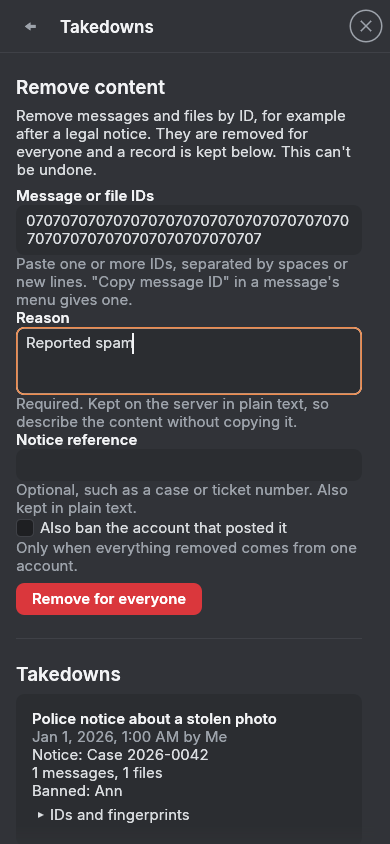 Takedowns
Remove content
Remove messages and files by ID, for example
after a legal notice. They are removed for
everyone and a record is kept below. This can't
be undone.
Message or file IDs
07070707070707070707070707070707070
70707070707070707070707070707
Paste one or more IDs, separated by spaces or
new lines. "Copy message ID" in a message's
menu gives one.
Reason
Reported spam
Required. Kept on the server in plain text, so
describe the content without copying it.
Notice reference
Optional, such as a case or ticket number. Also
kept in plain text.
Also ban the account that posted it
Only when everything removed comes from one
account.
Remove for everyone
Takedowns
Police notice about a stolen photo
Jan 1, 2026, 1:00 AM by Me
Notice: Case 2026-0042
1 messages, 1 files
Banned: Ann
IDs and fingerprints